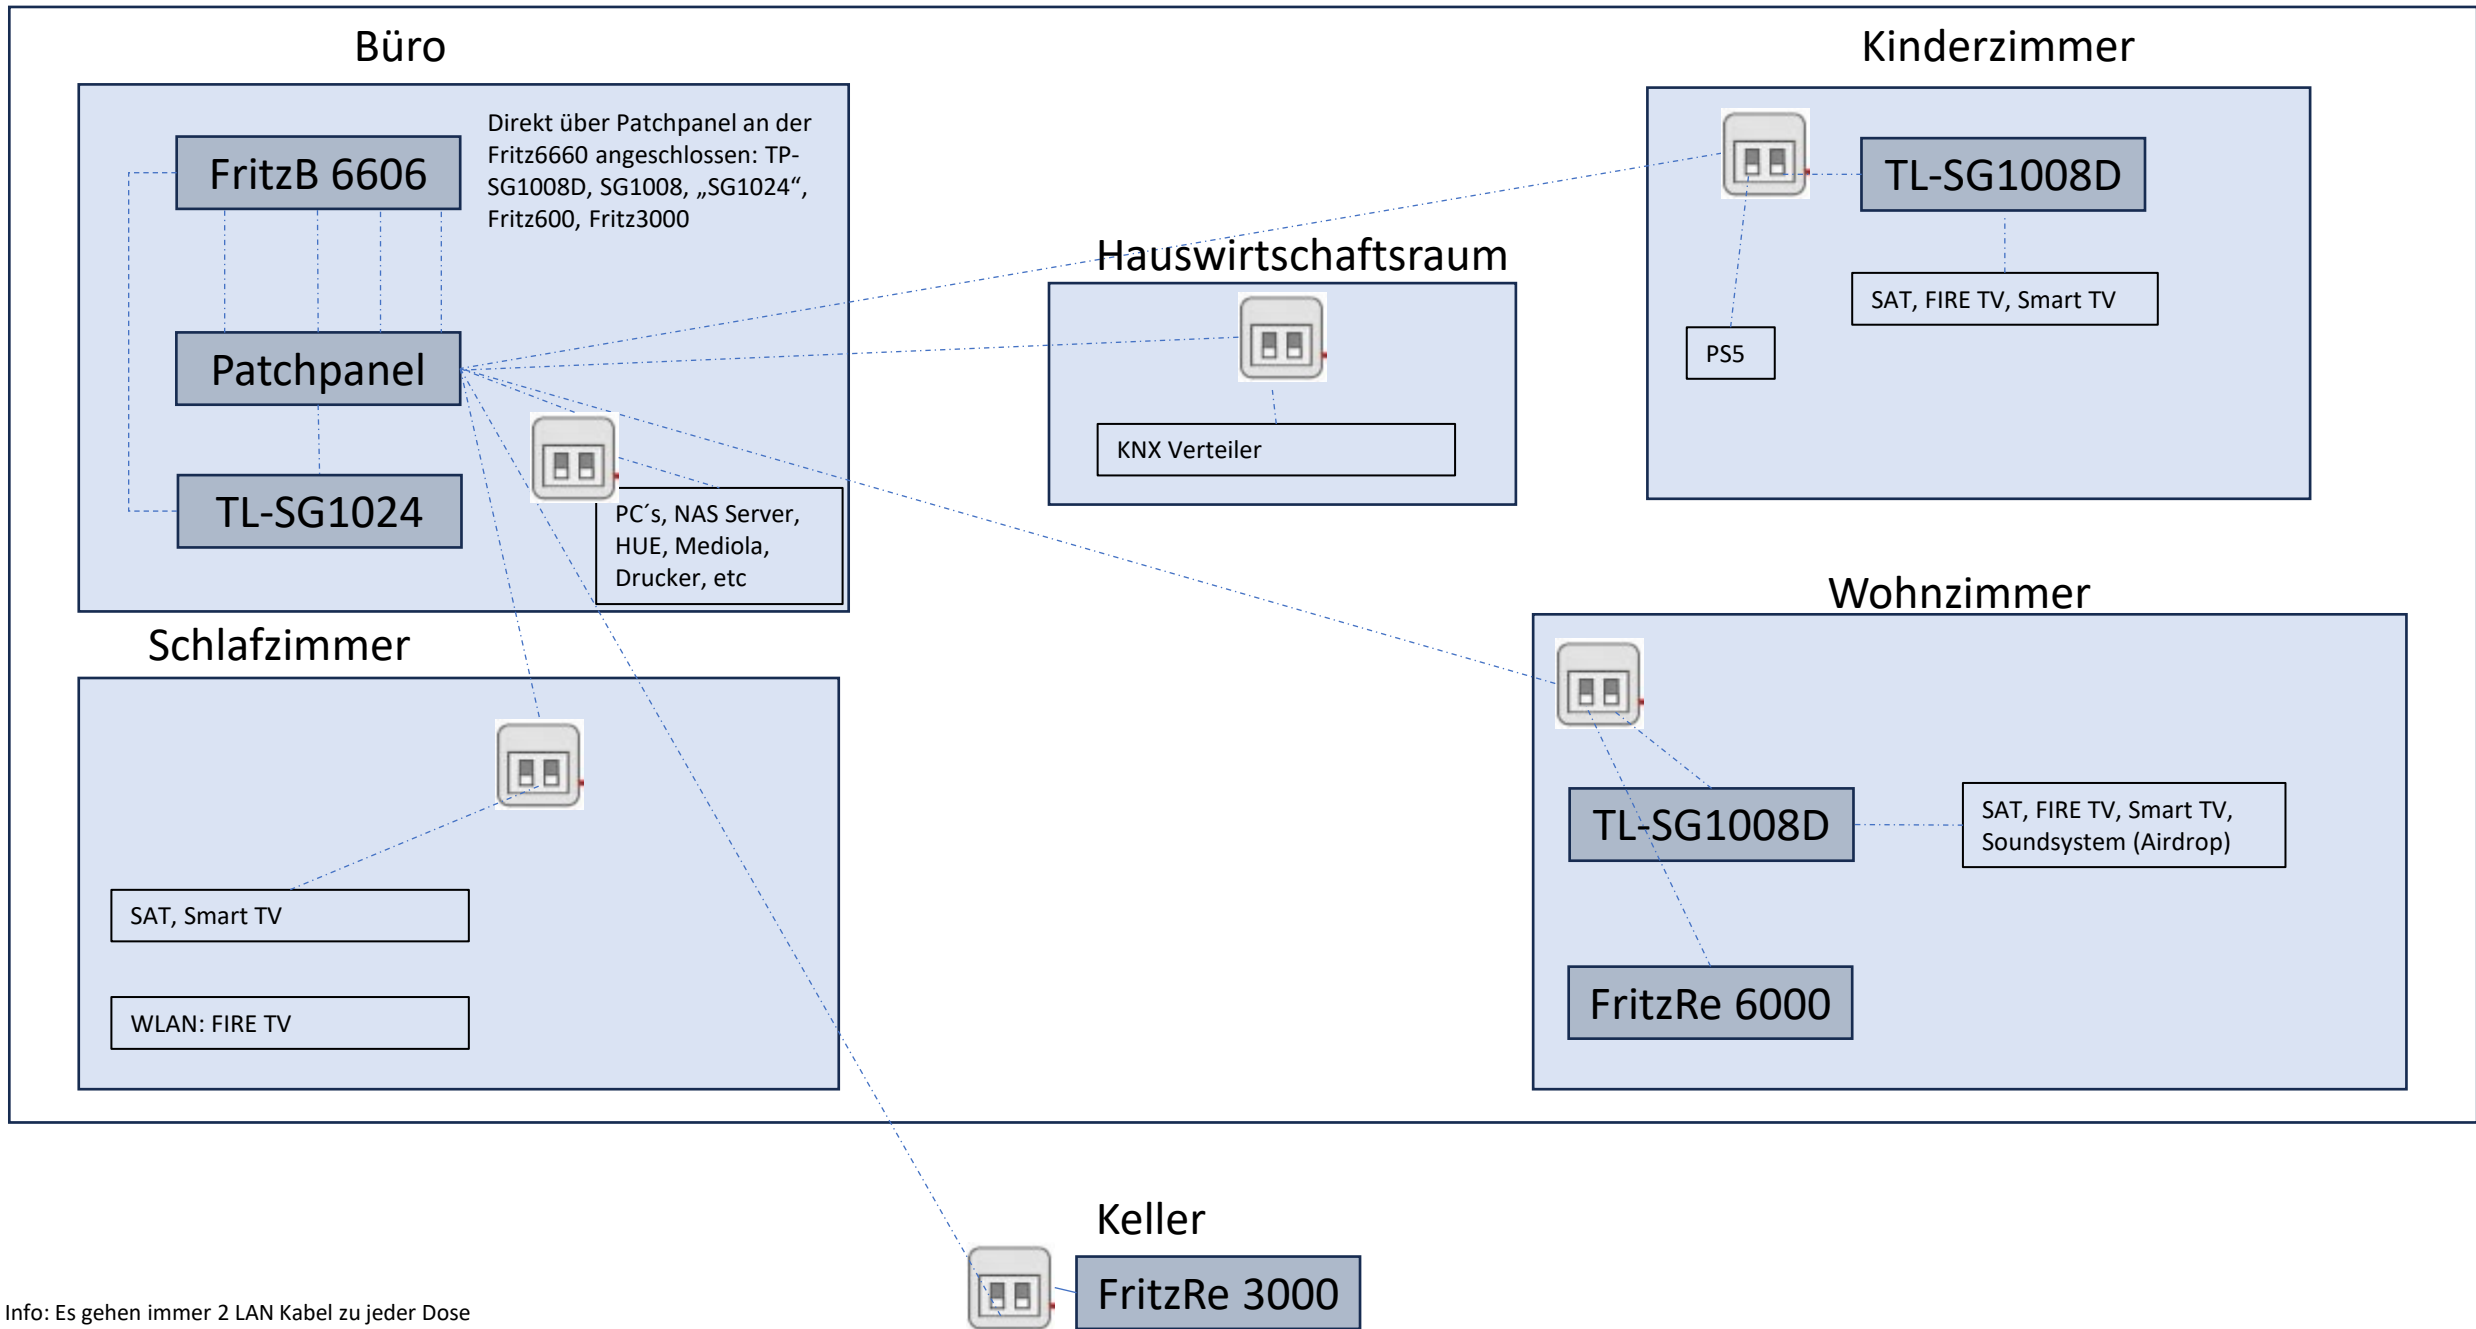 Büro
FritzB 6606
Direkt über Patchpanel an der
Fritz6660 angeschlossen: TP-
SG1008D, SG1008, „SG1024“,
Fritz600, Fritz3000
Patchpanel
TL-SG1024
PC´s, NAS Server,
HUE, Mediola,
Drucker, etc
Hauswirtschaftsraum
KNX Verteiler
Kinderzimmer
TL-SG1008D
SAT, FIRE TV, Smart TV
PS5
Schlafzimmer
SAT, Smart TV
WLAN: FIRE TV
Wohnzimmer
TL-SG1008D
SAT, FIRE TV, Smart TV,
Soundsystem (Airdrop)
FritzRe 6000
Keller
FritzRe 3000
Info: Es gehen immer 2 LAN Kabel zu jeder Dose